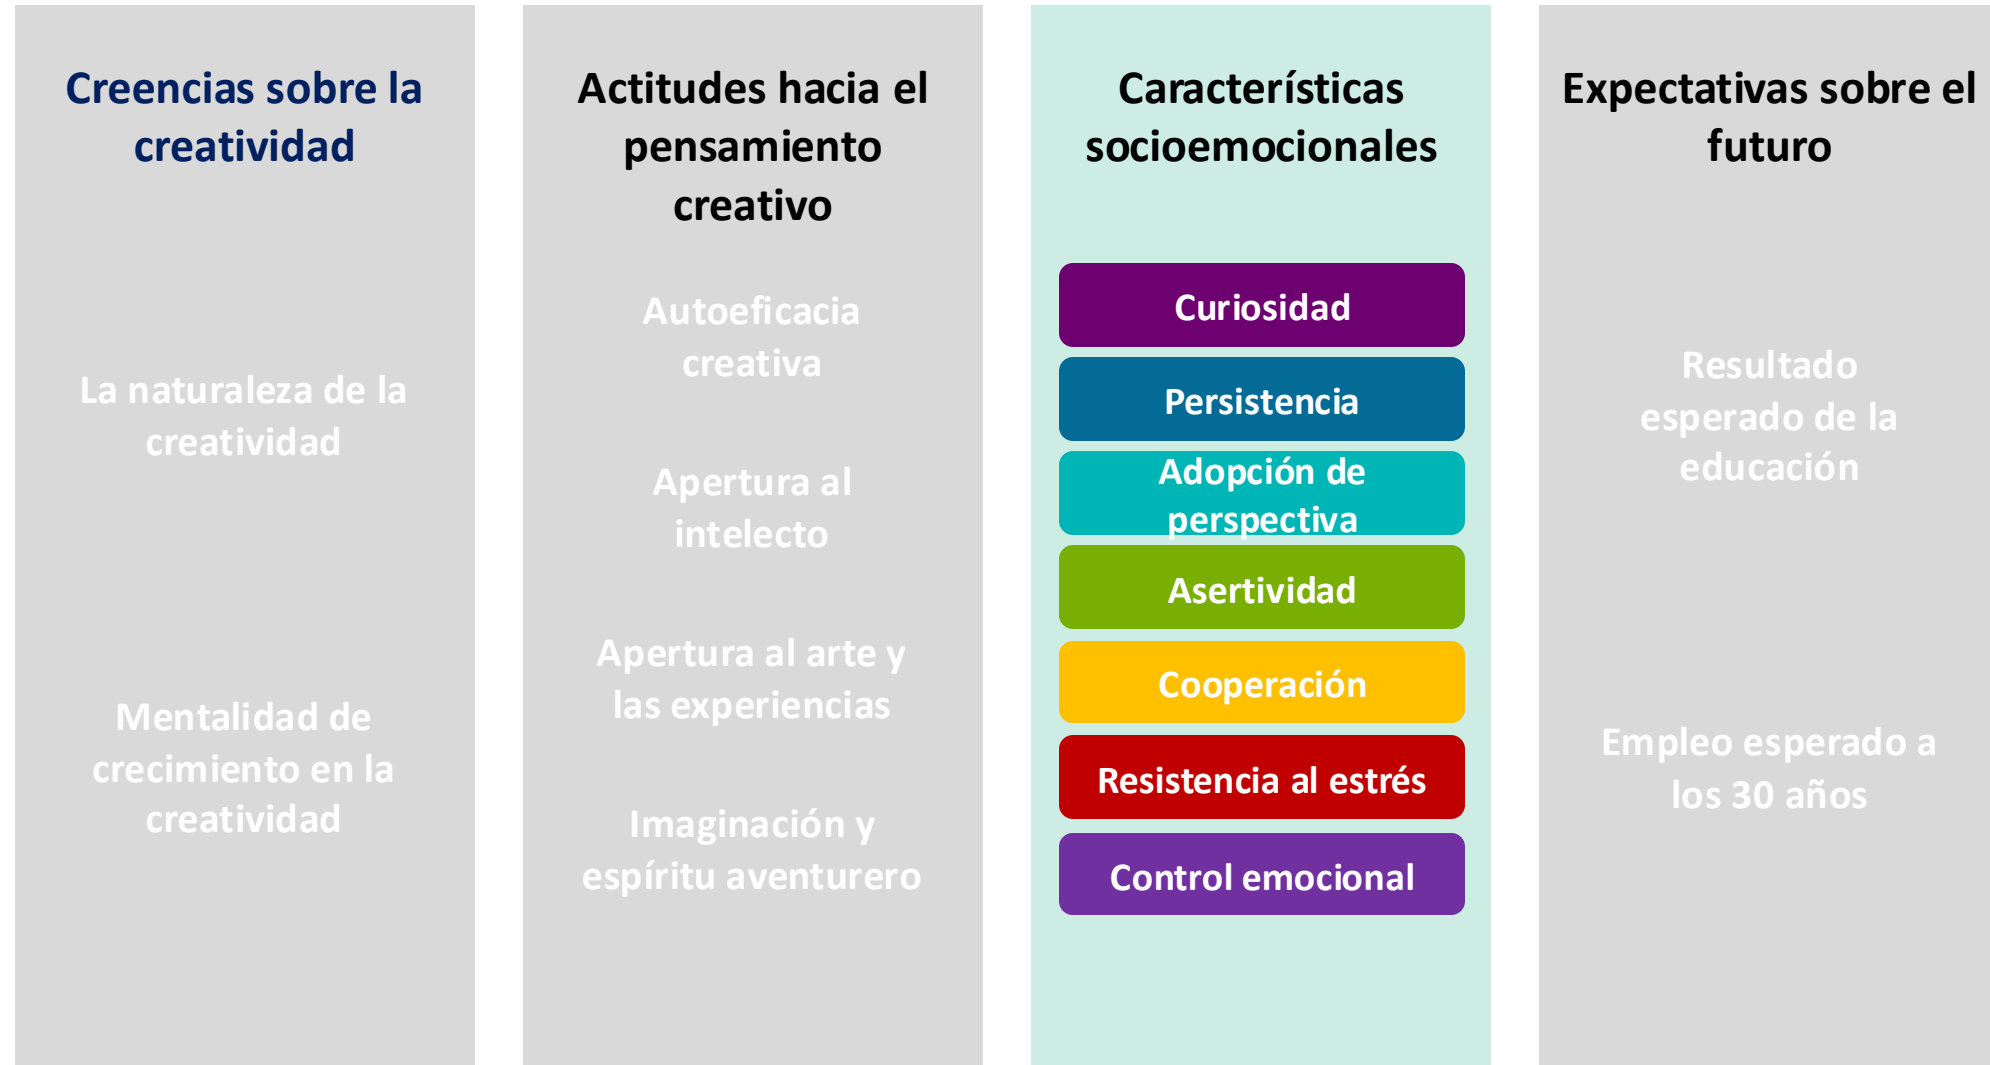 Creencias sobre la
creatividad
La naturaleza de la
creatividad
Mentalidad de
crecimiento en la
creatividad
Actitudes hacia el
pensamiento
creativo
Autoeficacia
creativa
Apertura al
intelecto
Apertura al arte y
las experiencias
Imaginación y
espíritu aventurero
Características
socioemocionales
Curiosidad
Persistencia
Adopción de
perspectiva
Asertividad
Cooperación
Resistencia al estrés
Control emocional
Expectativas sobre el
futuro
Resultado
esperado de la
educación
Empleo esperado a
los 30 años